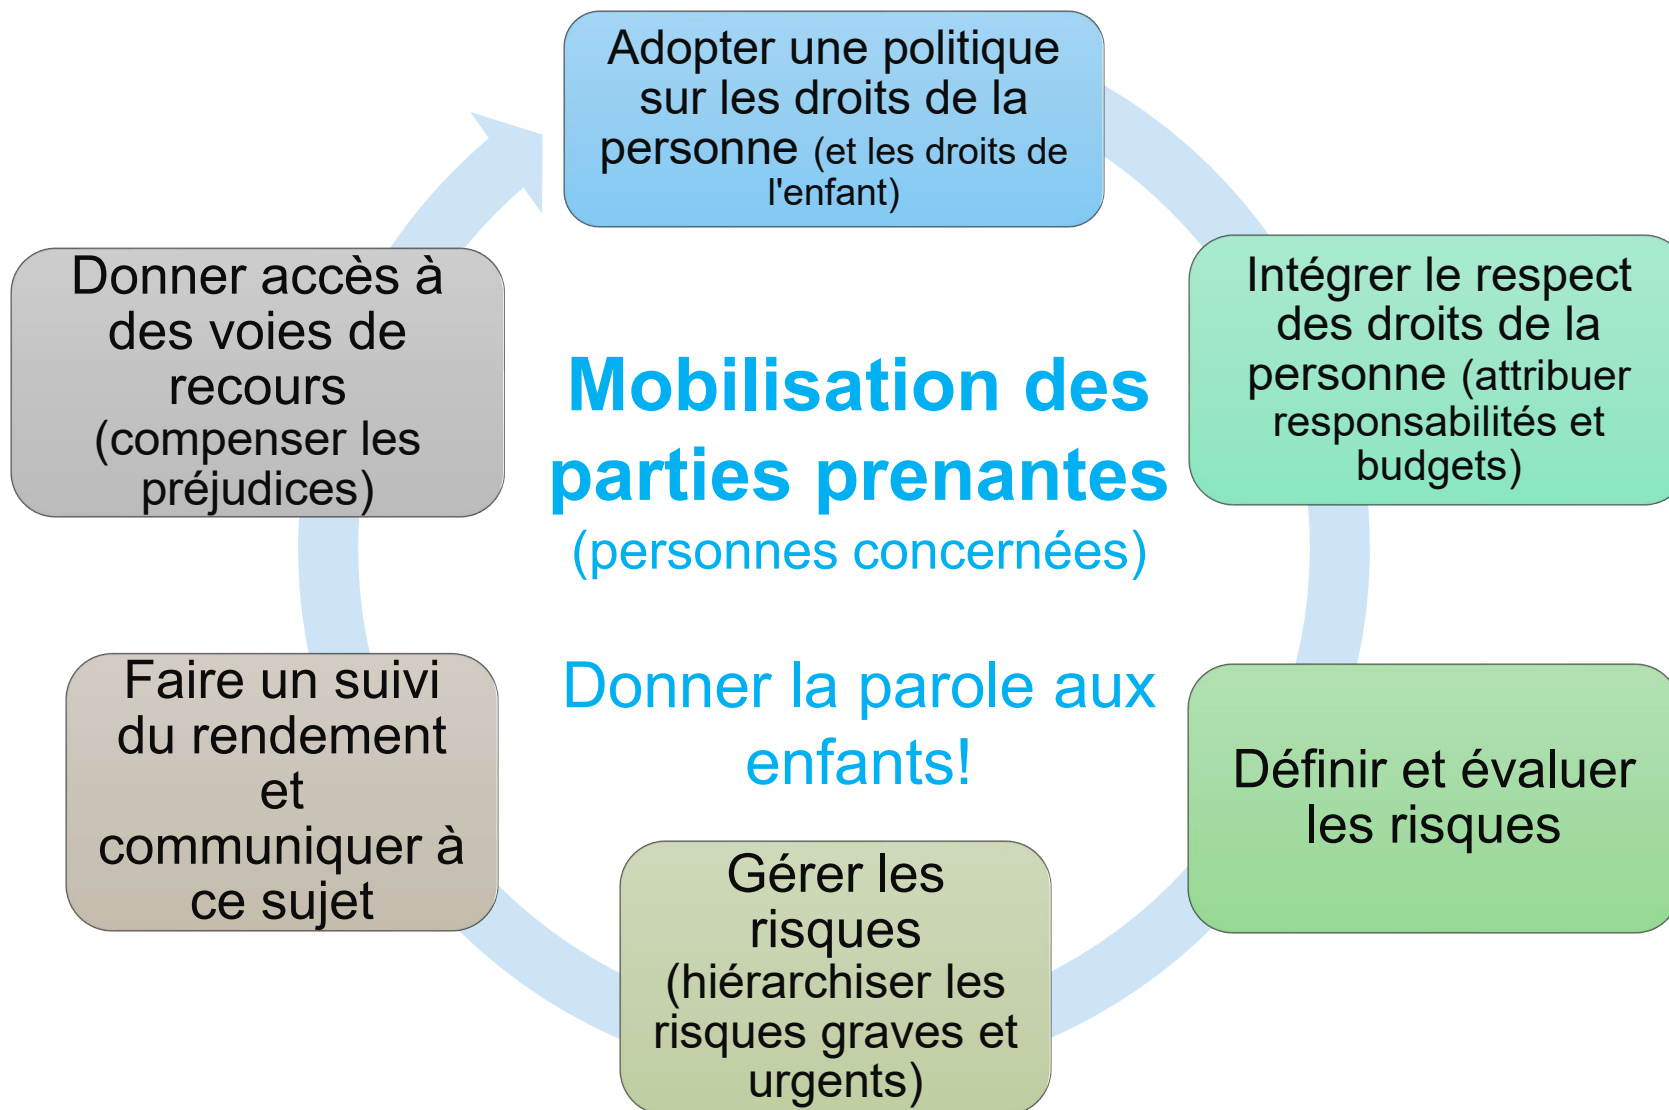 Adopter une politique
sur les droits de la
personne (et les droits de
l'enfant)
Intégrer le respect
des droits de la
personne (attribuer
responsabilités et
budgets)
Définir et évaluer
les risques
Gérer les
risques
(hiérarchiser les
risques graves et
urgents)
Faire un suivi
du rendement
et
communiquer à
ce sujet
Donner accès à
des voies de
recours
(compenser les
préjudices)
Mobilisation des
parties prenantes
(personnes concernées)
Donner la parole aux
enfants!